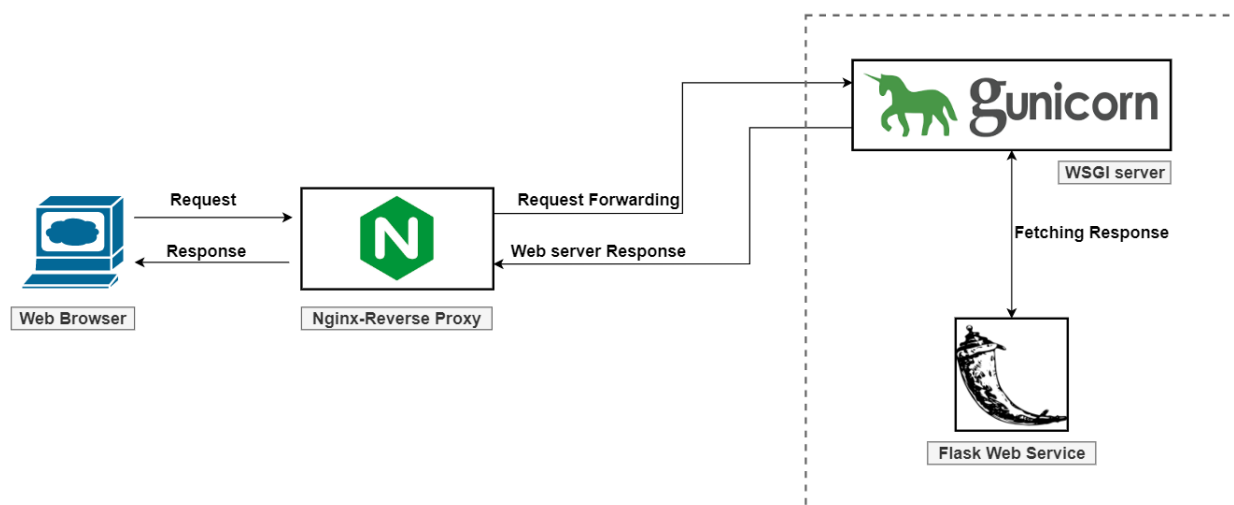 gunicorn
WSGI server
Request
Request Forwarding
Fetching Response
Response
Web server Response
N
Web Browser
Nginx-Reverse Proxy
Flask Web Service